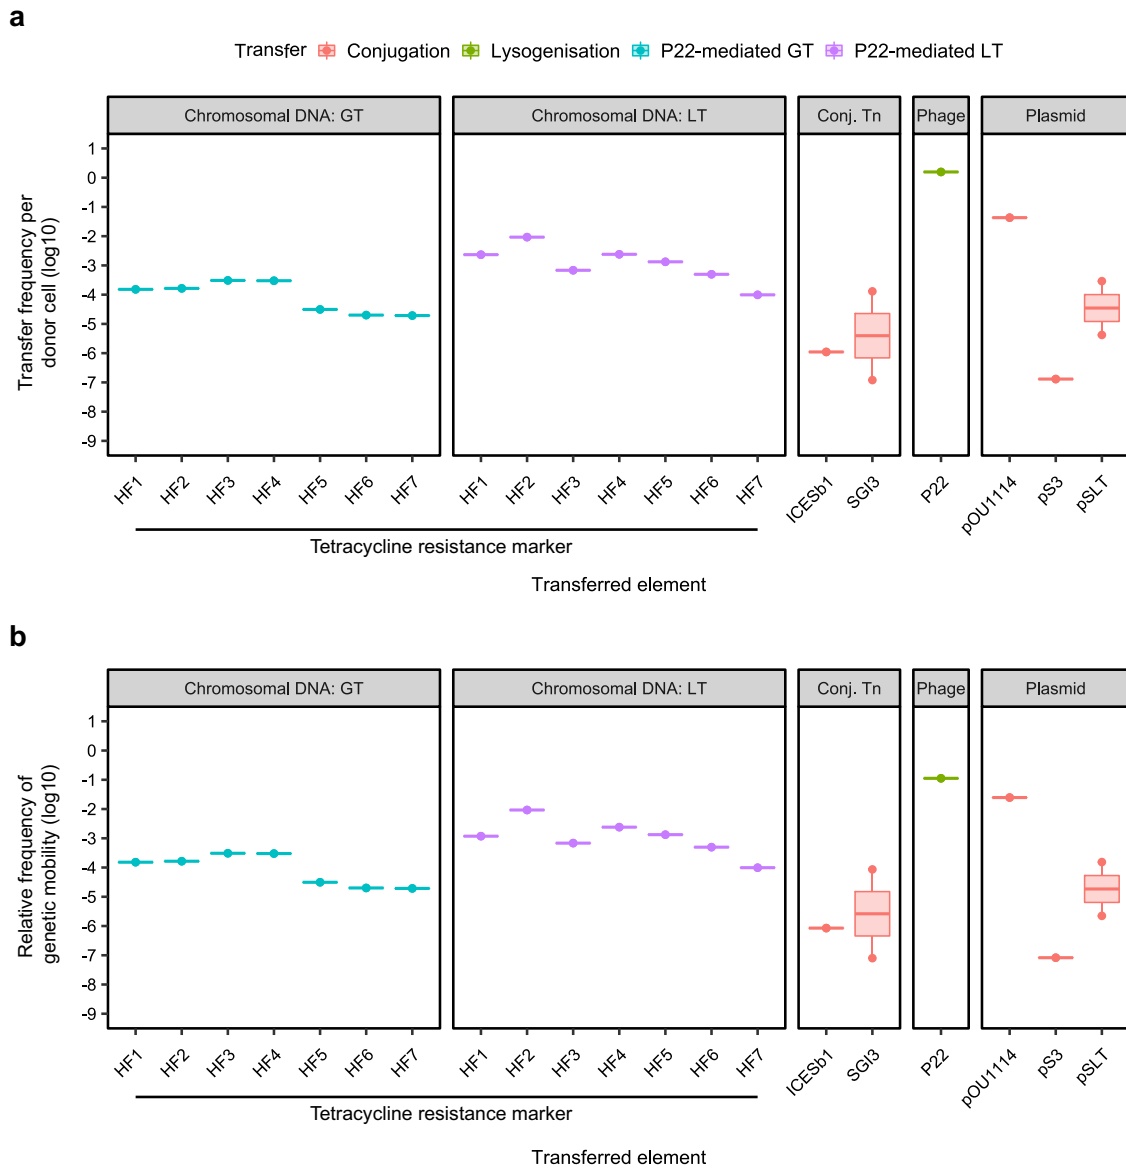 a
Transfer Conjugation Lysogenisation P22-mediated GT P22-mediated LT
Chromosomal DNA: GT Chromosomal DNA: LT Conj. Tn Phage Plasmid
Transfer frequency per
donor cell (log10)
1
0
-1
-2
-3
-4
-5
-6
-7
-8
-9
HF1 HF2 HF3 HF4 HF5 HF6 HF7 HF1 HF2 HF3 HF4 HF5 HF6 HF7 ICESb1 SGI3 P22 pOU1114 pS3 pSLT
Tetracycline resistance marker
Transferred element
b
Chromosomal DNA: GT Chromosomal DNA: LT Conj. Tn Phage Plasmid
Relative frequency of
genetic mobility (log10)
1
0
-1
-2
-3
-4
-5
-6
-7
-8
-9
HF1 HF2 HF3 HF4 HF5 HF6 HF7 HF1 HF2 HF3 HF4 HF5 HF6 HF7 ICESb1 SGI3 P22 pOU1114 pS3 pSLT
Tetracycline resistance marker
Transferred element